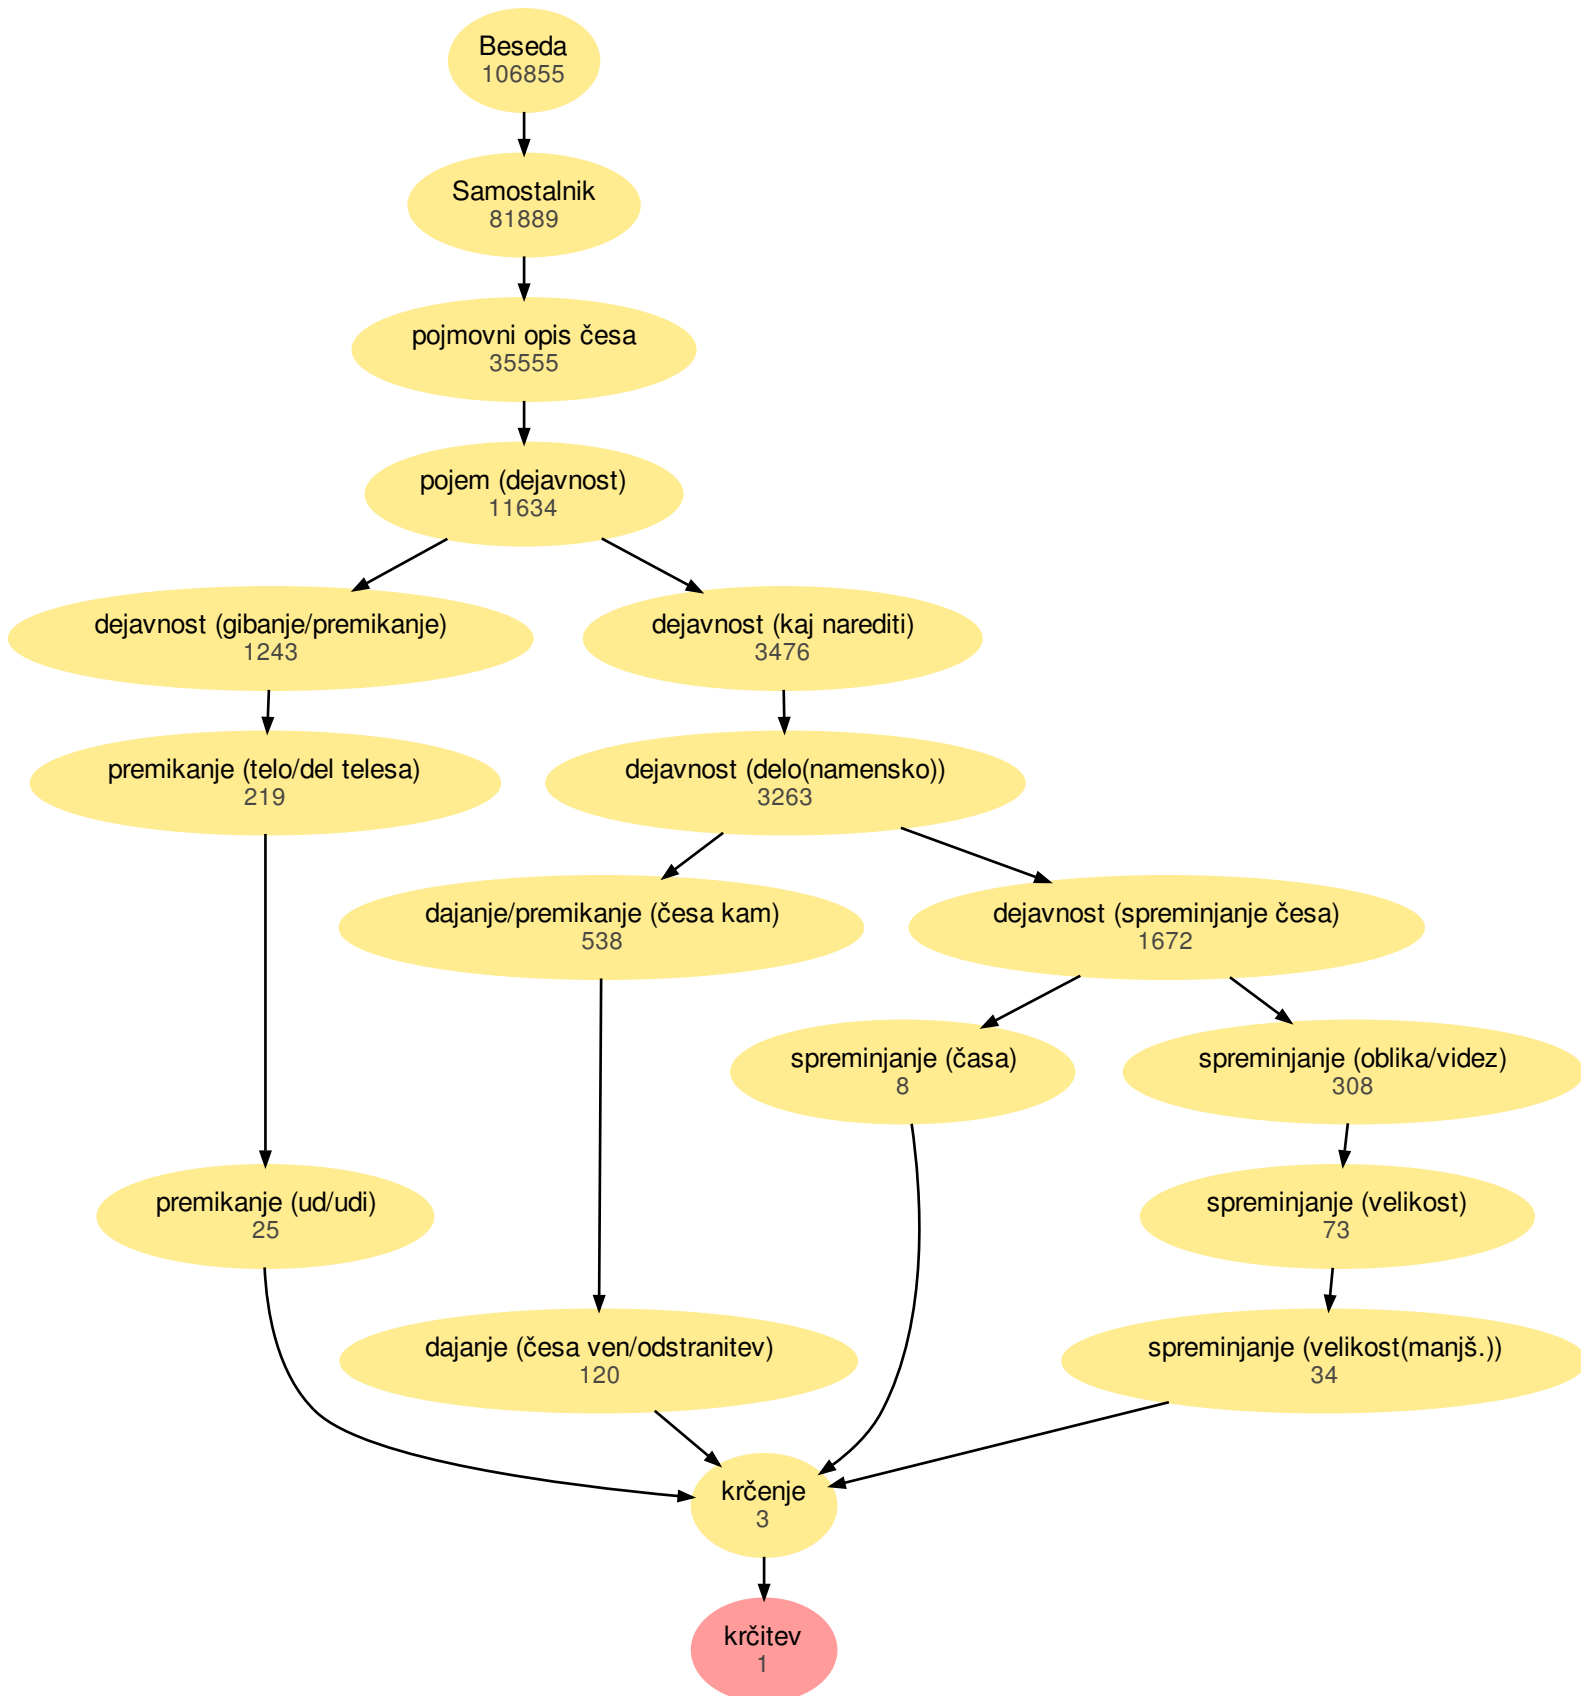 Beseda
106855
Samostalnik
81889
pojmovni opis česa
35555
pojem (dejavnost)
11634
dejavnost (gibanje/premikanje)
1243
dejavnost (kaj narediti)
3476
premikanje (telo/del telesa)
219
dejavnost (delo(namensko))
3263
dajanje/premikanje (česa kam)
538
dejavnost (spreminjanje česa)
1672
spreminjanje (časa)
8
spreminjanje (oblika/videz)
308
premikanje (ud/udi)
25
spreminjanje (velikost)
73
dajanje (česa ven/odstranitev)
120
spreminjanje (velikost(manjš.))
34
krčenje
3
krčitev
1